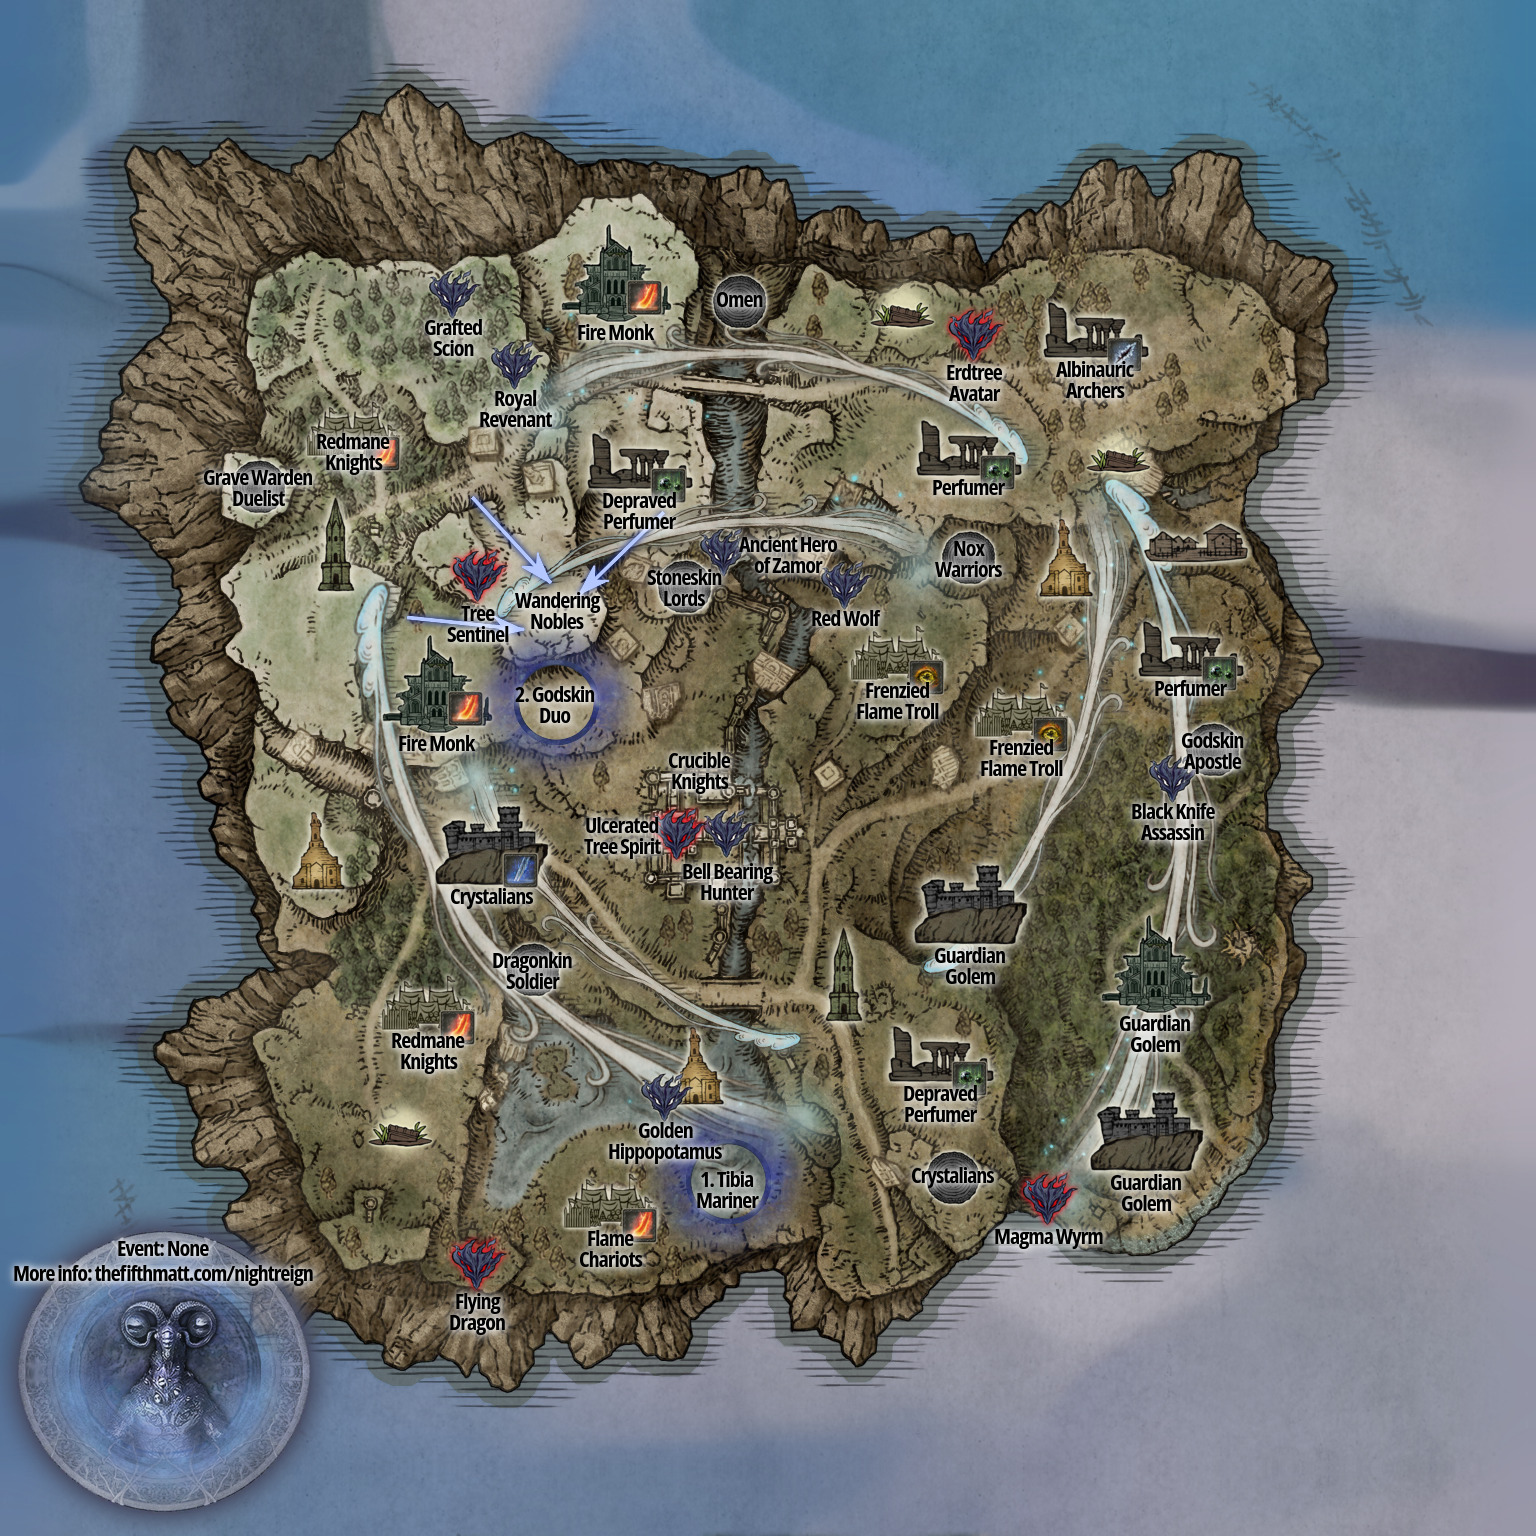 Omen
Fire Monk
Grafted
Scion
Royal
Revenant
Erdtree
Avatar
Albinauric
Archers
Redmane
Knights
Grave Warden
Duelist
Depraved
Perfumer
Perfumer
Ancient Hero
of Zamor
Nox
Warriors
Stoneskin
Lords
Red Wolf
Wandering
Nobles
Tree
Sentinel
2. Godskin
Duo
Frenzied
Flame Troll
Perfumer
Fire Monk
Frenzied
Flame Troll
Godskin
Apostle
Crucible
Knights
Black Knife
Assassin
Ulcerated
Tree Spirit
Bell Bearing
Hunter
Crystalians
Dragonkin
Soldier
Guardian
Golem
Redmane
Knights
Guardian
Golem
Depraved
Perfumer
Golden
Hippopotamus
1. Tibia
Mariner
Crystalians
Guardian
Golem
Magma Wyrm
Flame
Chariots
Flying
Dragon
Event: None
More info: thefifthmatt.com/nightreign